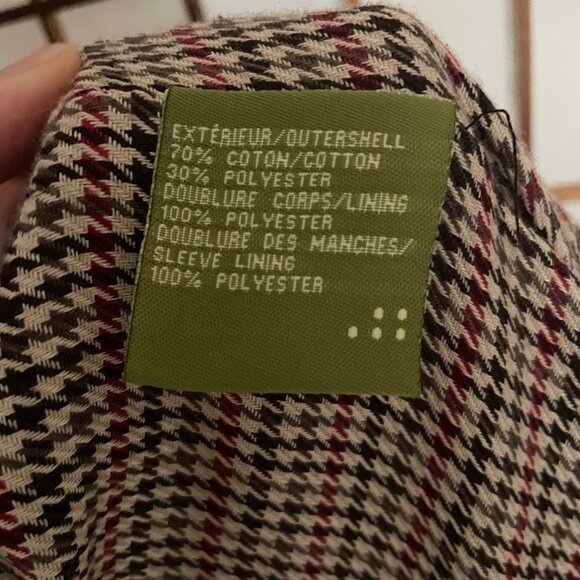 EXTÉRIEUR/OUTERSHELL
70% COTON/COTTON
30% POLYESTER
DOUBLURE CORPS/LINING
100% POLYESTER
DOUBLURE DES MANCHES/
SLEEVE LINING
100% POLYESTER